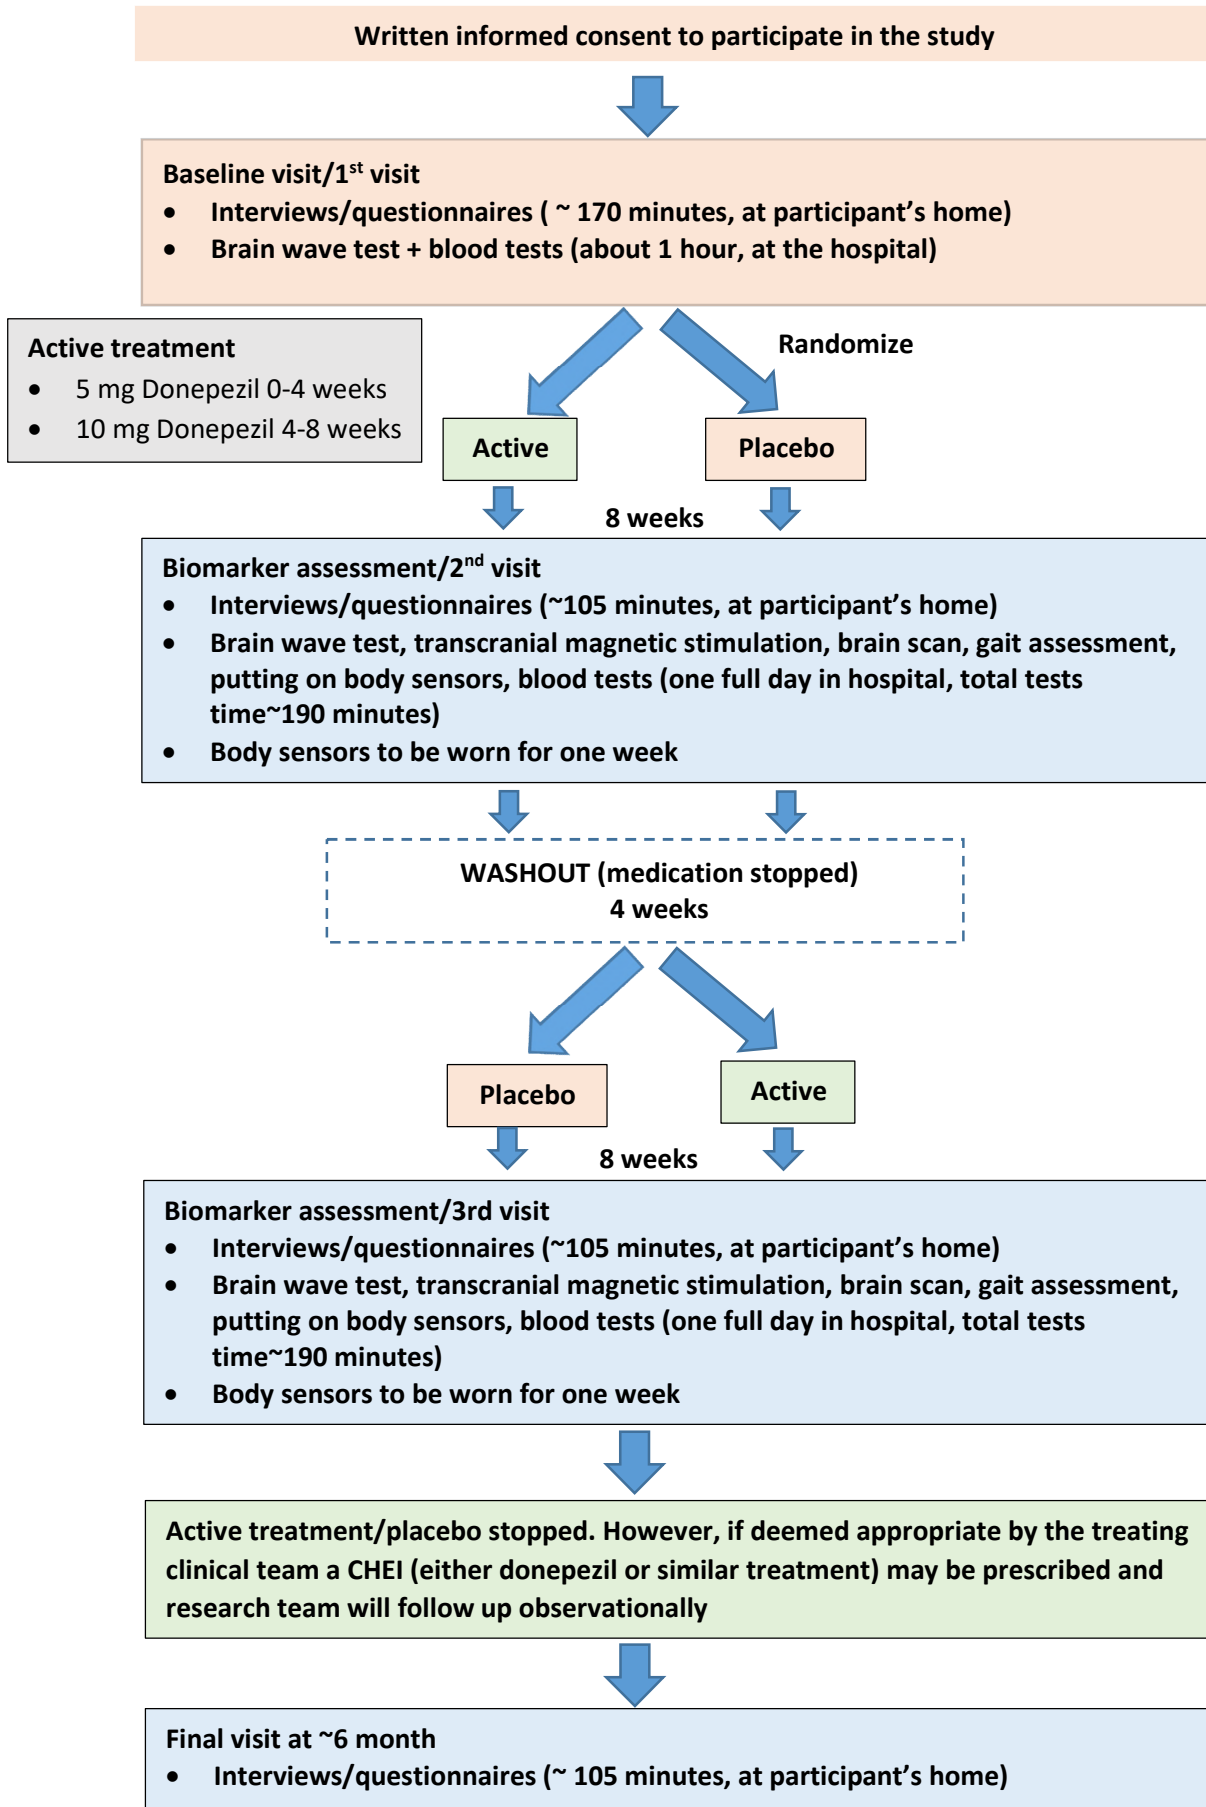 Written informed consent to participate in the study
Baseline visit/1st visit
• Interviews/questionnaires ( ~ 170 minutes, at participant’s home)
• Brain wave test + blood tests (about 1 hour, at the hospital)
Active treatment
• 5 mg Donepezil 0-4 weeks
• 10 mg Donepezil 4-8 weeks
Randomize
Active
Placebo
8 weeks
Biomarker assessment/2nd visit
• Interviews/questionnaires (~105 minutes, at participant’s home)
• Brain wave test, transcranial magnetic stimulation, brain scan, gait assessment,
putting on body sensors, blood tests (one full day in hospital, total tests
time~190 minutes)
• Body sensors to be worn for one week
WASHOUT (medication stopped)
4 weeks
Placebo
Active
8 weeks
Biomarker assessment/3rd visit
• Interviews/questionnaires (~105 minutes, at participant’s home)
• Brain wave test, transcranial magnetic stimulation, brain scan, gait assessment,
putting on body sensors, blood tests (one full day in hospital, total tests
time~190 minutes)
• Body sensors to be worn for one week
Active treatment/placebo stopped. However, if deemed appropriate by the treating
clinical team a CHEI (either donepezil or similar treatment) may be prescribed and
research team will follow up observationally
Final visit at ~6 month
• Interviews/questionnaires (~ 105 minutes, at participant’s home)